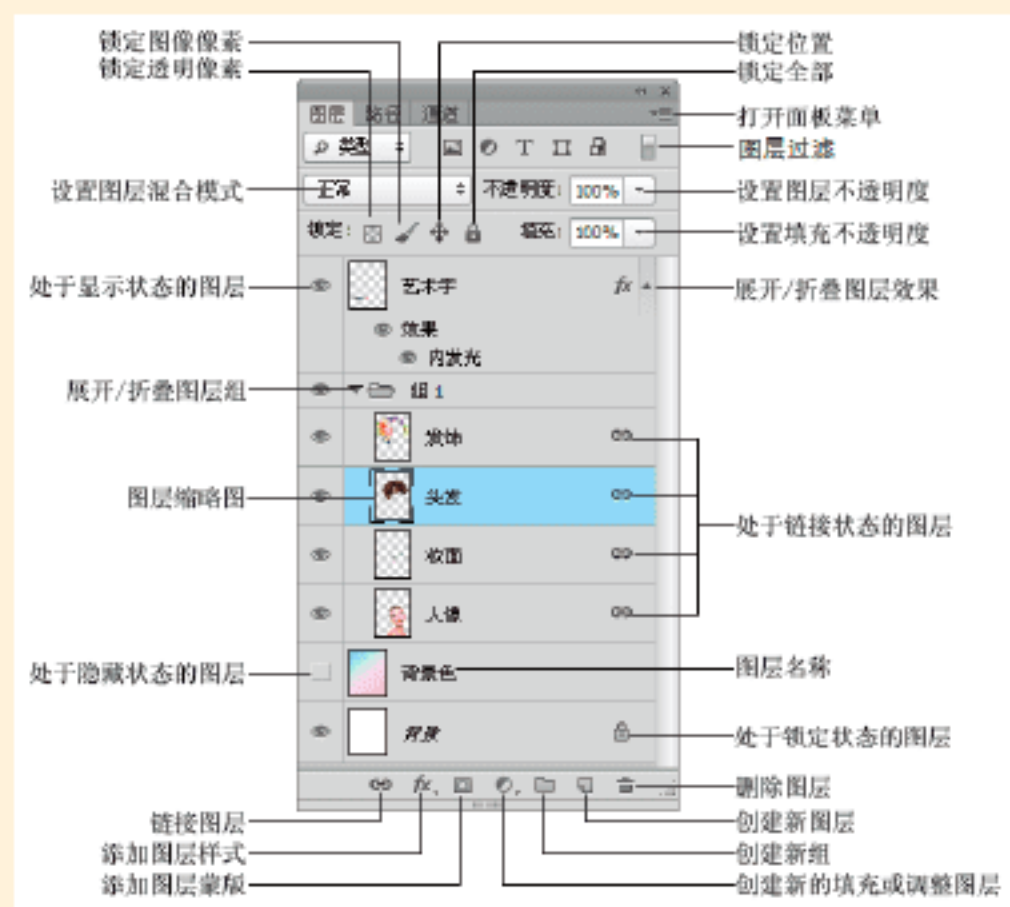 锁定图像像素
锁定位置
锁定透明像素
锁定全部
图层 路径 通道
打开面板菜单
类型
图层过滤
设置图层混合模式
正常
不透明度: 100%
设置图层不透明度
锁定:
填充: 100%
设置填充不透明度
处于显示状态的图层
艺术字
fx
展开/折叠图层效果
效果
内发光
展开/折叠图层组
组 1
发饰
图层缩略图
头发
处于链接状态的图层
妆面
人像
处于隐藏状态的图层
背景色
图层名称
背景
处于锁定状态的图层
fx
删除图层
链接图层
创建新图层
添加图层样式
创建新组
添加图层蒙版
创建新的填充或调整图层